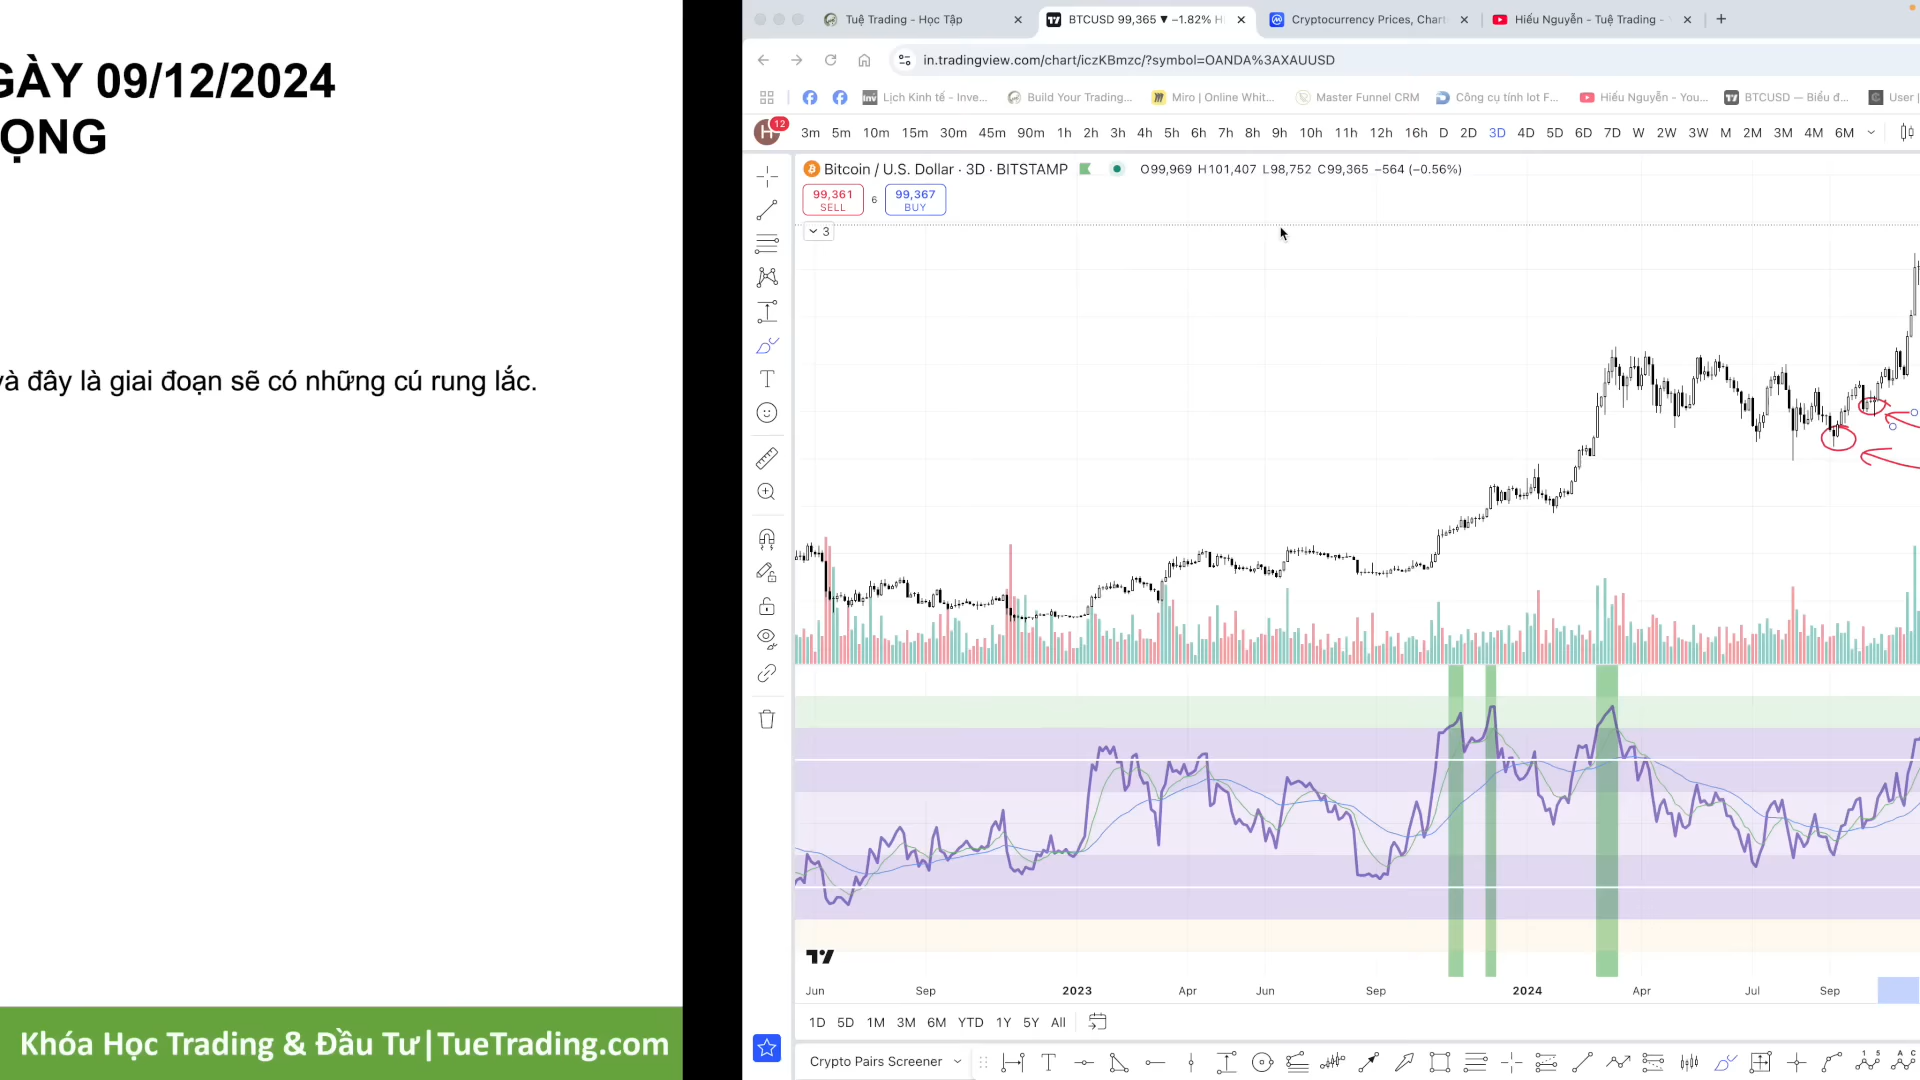 GÀY 09/12/2024
ỌNG
và đây là giai đoạn sẽ có những cú rung lắc.
Khóa Học Trading & Đầu Tư|TueTrading.com
Tuệ Trading - Học Tập
BTCUSD 99,365 ▼ −1.82% H
Cryptocurrency Prices, Chart
Hiếu Nguyễn - Tuệ Trading -
in.tradingview.com/chart/iczKBmzc/?symbol=OANDA%3AXAUUSD
Lịch Kinh tế - Inve...
Build Your Trading...
Miro | Online Whit...
Master Funnel CRM
Công cụ tính lot F...
Hiếu Nguyễn - You...
BTCUSD — Biểu đ...
User |
H 12
3m 5m 10m 15m 30m 45m 90m 1h 2h 3h 4h 5h 6h 7h 8h 9h 10h 11h 12h 16h D 2D 3D 4D 5D 6D 7D W 2W 3W M 2M 3M 4M 6M
Bitcoin / U.S. Dollar · 3D · BITSTAMP O99,969 H101,407 L98,752 C99,365 −564 (−0.56%)
99,361 SELL 6 99,367 BUY
3
Jun Sep 2023 Apr Jun Sep 2024 Apr Jul Sep
1D 5D 1M 3M 6M YTD 1Y 5Y All
Crypto Pairs Screener